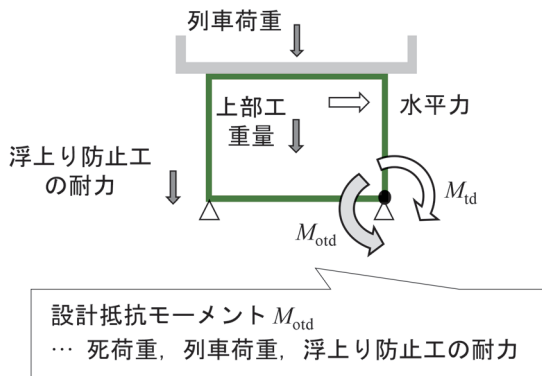 列車荷重
上部工
重量
水平力
浮上り防止工
の耐力
Mtd
Motd
設計抵抗モーメント Motd
… 死荷重，列車荷重，浮上り防止工の耐力